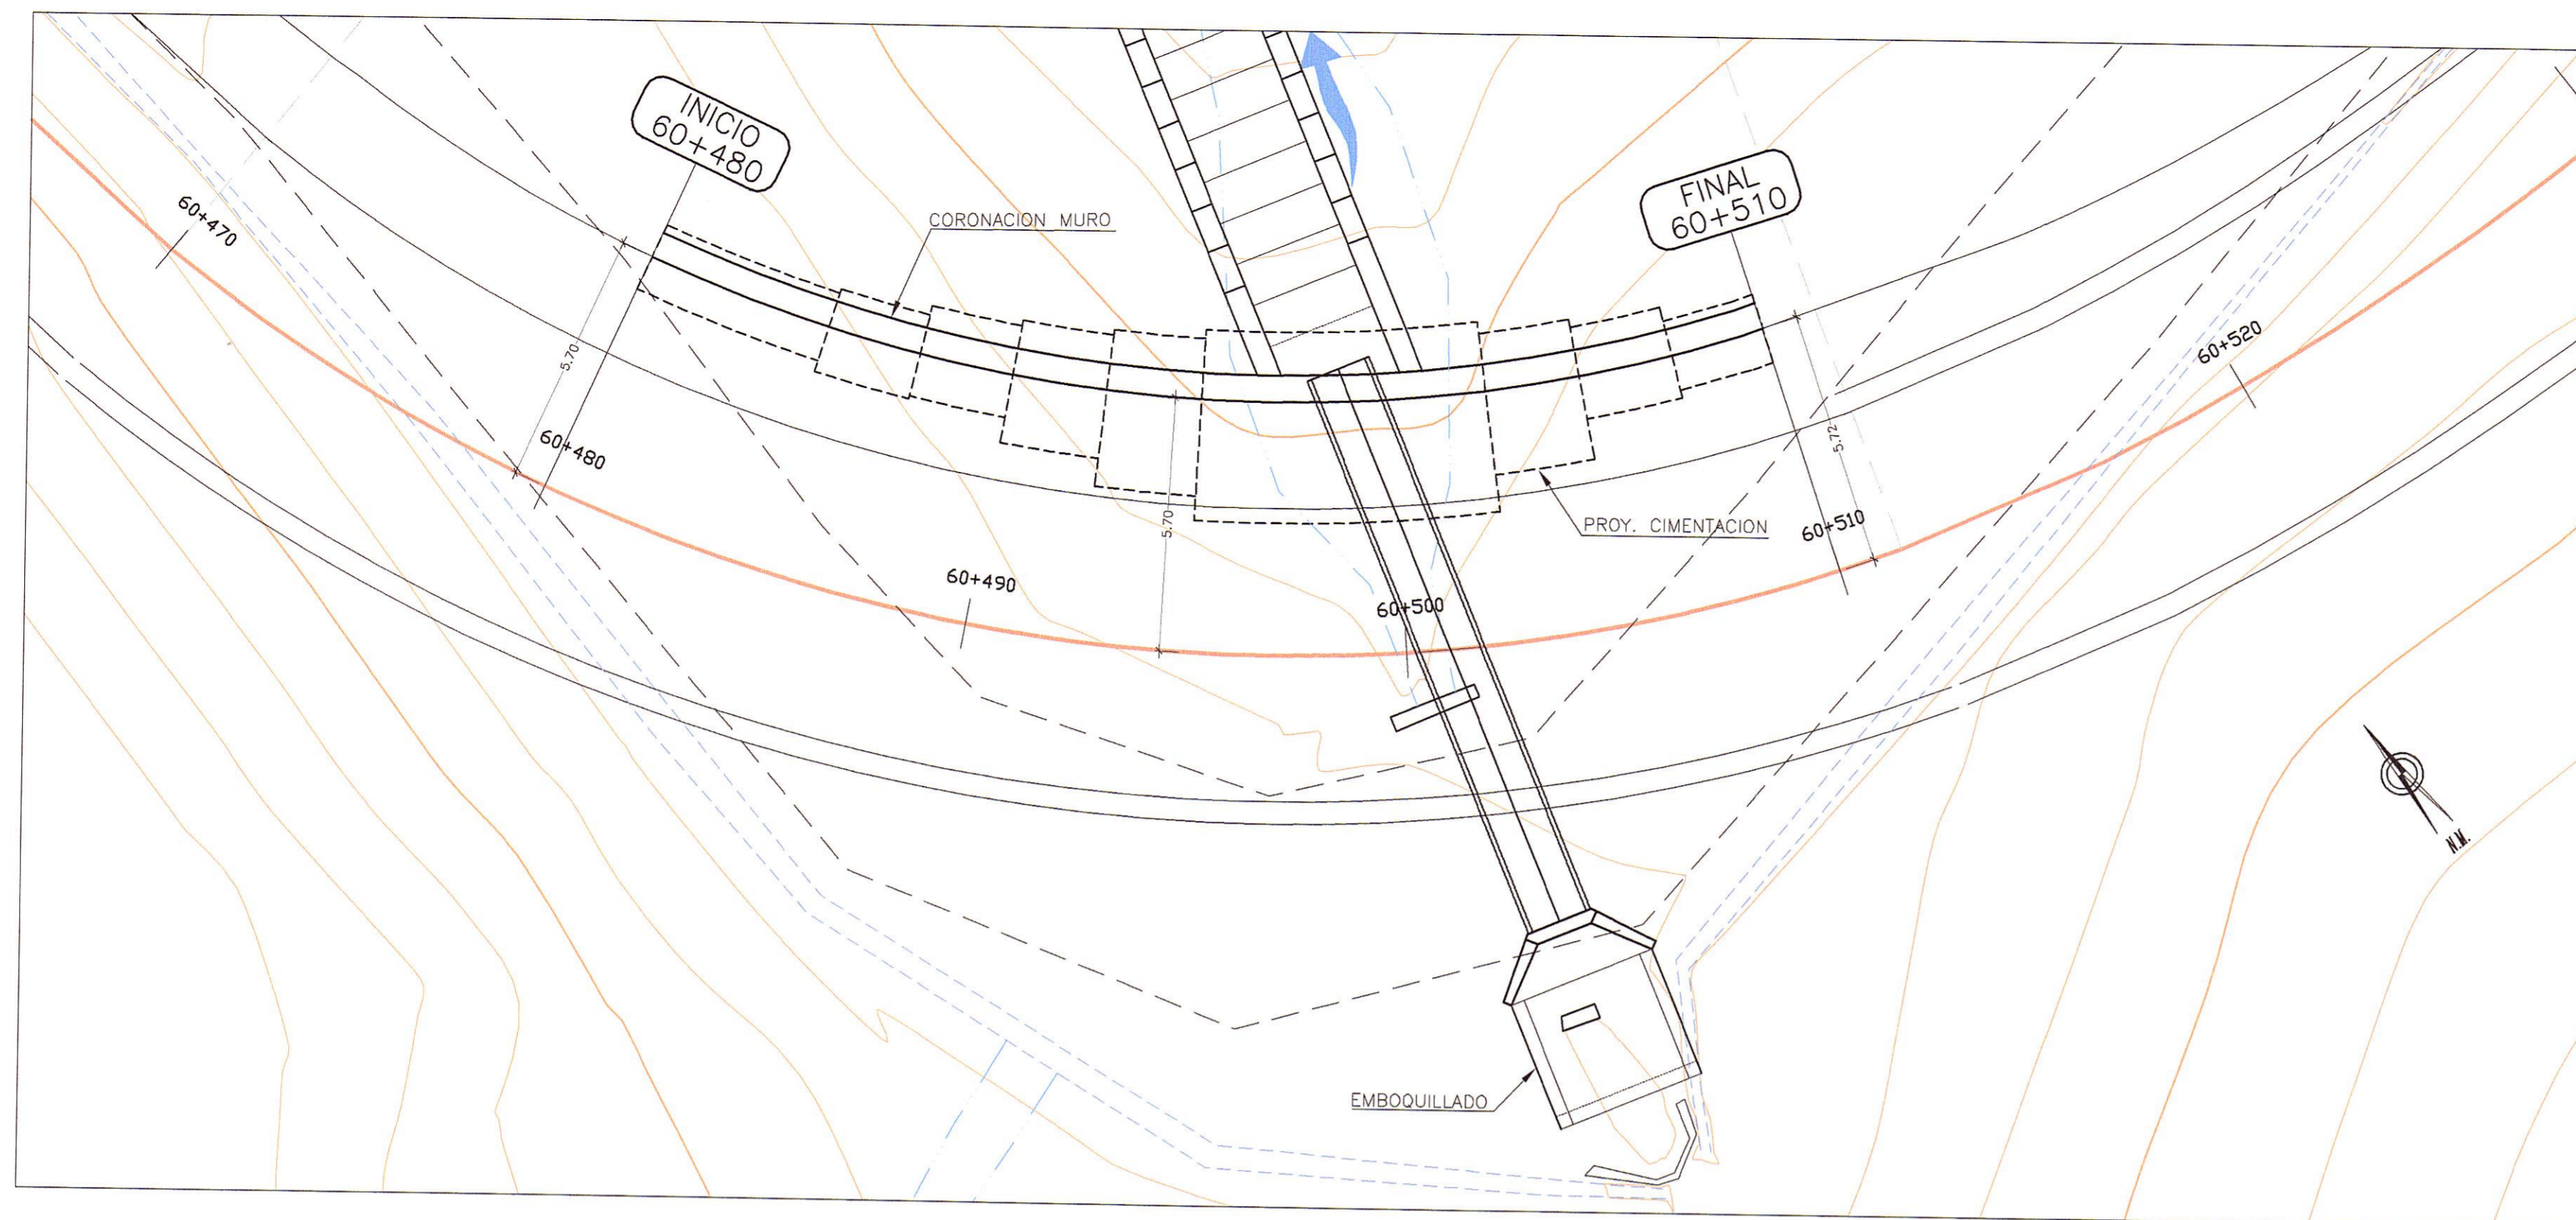 INICIO
60+480
FINAL
60+510
CORONACION MURO
60+470
60+520
5.70
5.72
60+480
5.70
PROY. CIMENTACION
60+510
60+490
60+500
N.M.
EMBOQUILLADO